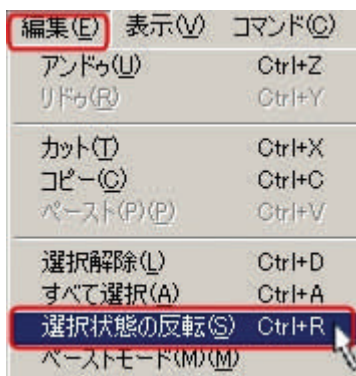 編集(E) 表示(V) コマンド(C)
アンドゥ(U) Ctrl+Z
リドゥ(R) Ctrl+Y
カット(T) Ctrl+X
コピー(C) Ctrl+C
ペースト(P)(P) Ctrl+V
選択解除(L) Ctrl+D
すべて選択(A) Ctrl+A
選択状態の反転(S) Ctrl+R
ペーストモード(M)(M)